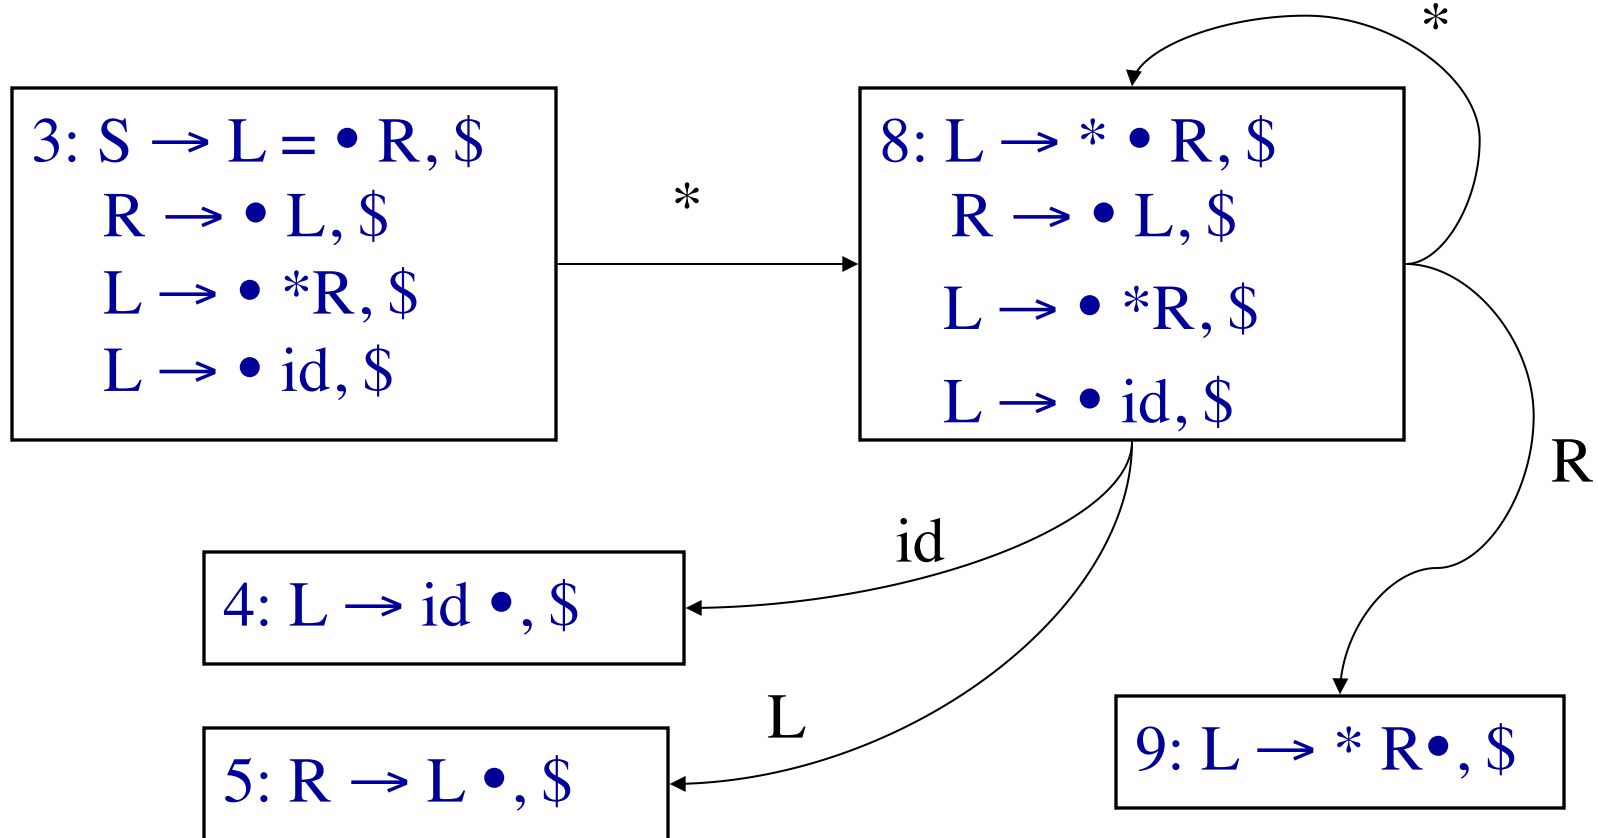 *
3: S → L = • R, $
R → • L, $
L → • *R, $
L → • id, $
*
8: L → * • R, $
R → • L, $
L → • *R, $
L → • id, $
R
id
4: L → id •, $
L
5: R → L •, $
9: L → * R•, $